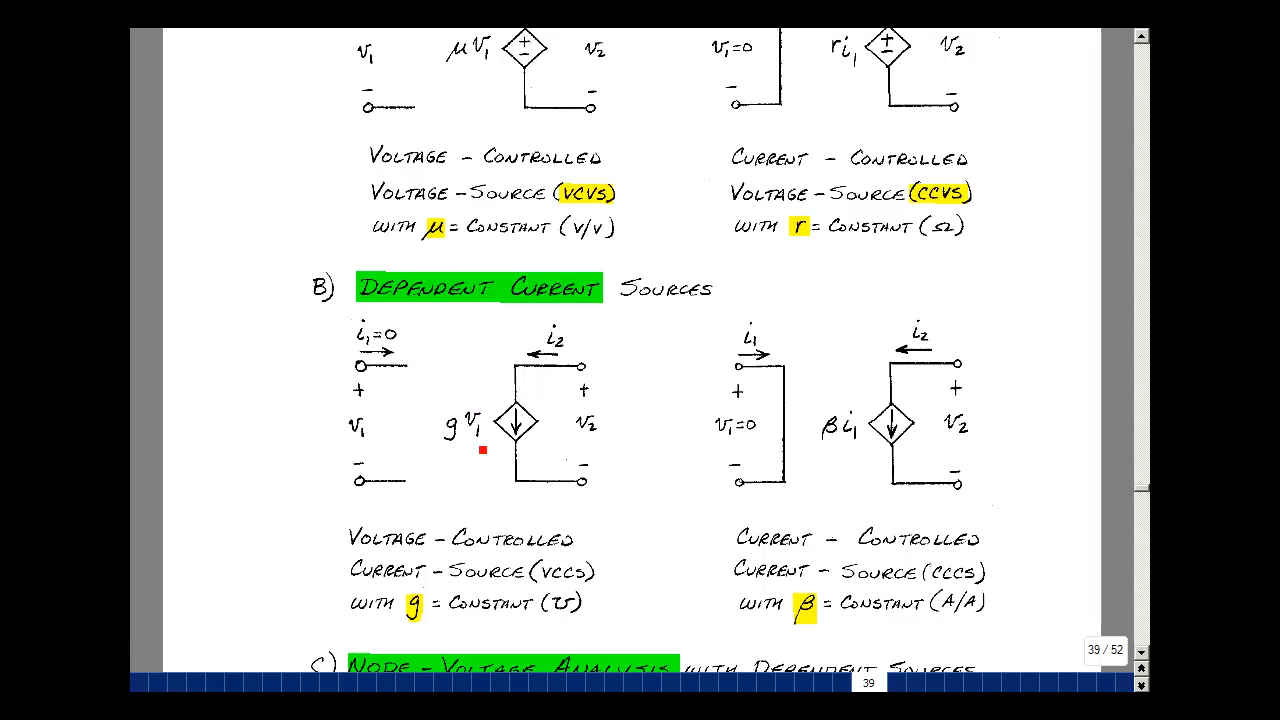 v₁ μv₁ + - v₂ v₁=0 ri₁ + - v₂
- - - -
VOLTAGE - CONTROLLED
VOLTAGE - SOURCE (VCVS)
WITH μ = CONSTANT (V/V)
CURRENT - CONTROLLED
VOLTAGE - SOURCE (CCVS)
WITH r = CONSTANT (Ω)
B) DEPENDENT CURRENT SOURCES
i₁=0 i₂
+ +
v₁ gv₁ v₂
- -
i₁ i₂
+ +
v₁=0 βi₁ v₂
- -
VOLTAGE - CONTROLLED
CURRENT - SOURCE (VCCS)
WITH g = CONSTANT (℧)
CURRENT - CONTROLLED
CURRENT - SOURCE (CCCS)
WITH β = CONSTANT (A/A)
C) NODE - VOLTAGE ANALYSIS WITH DEPENDENT SOURCES
39 / 52
39